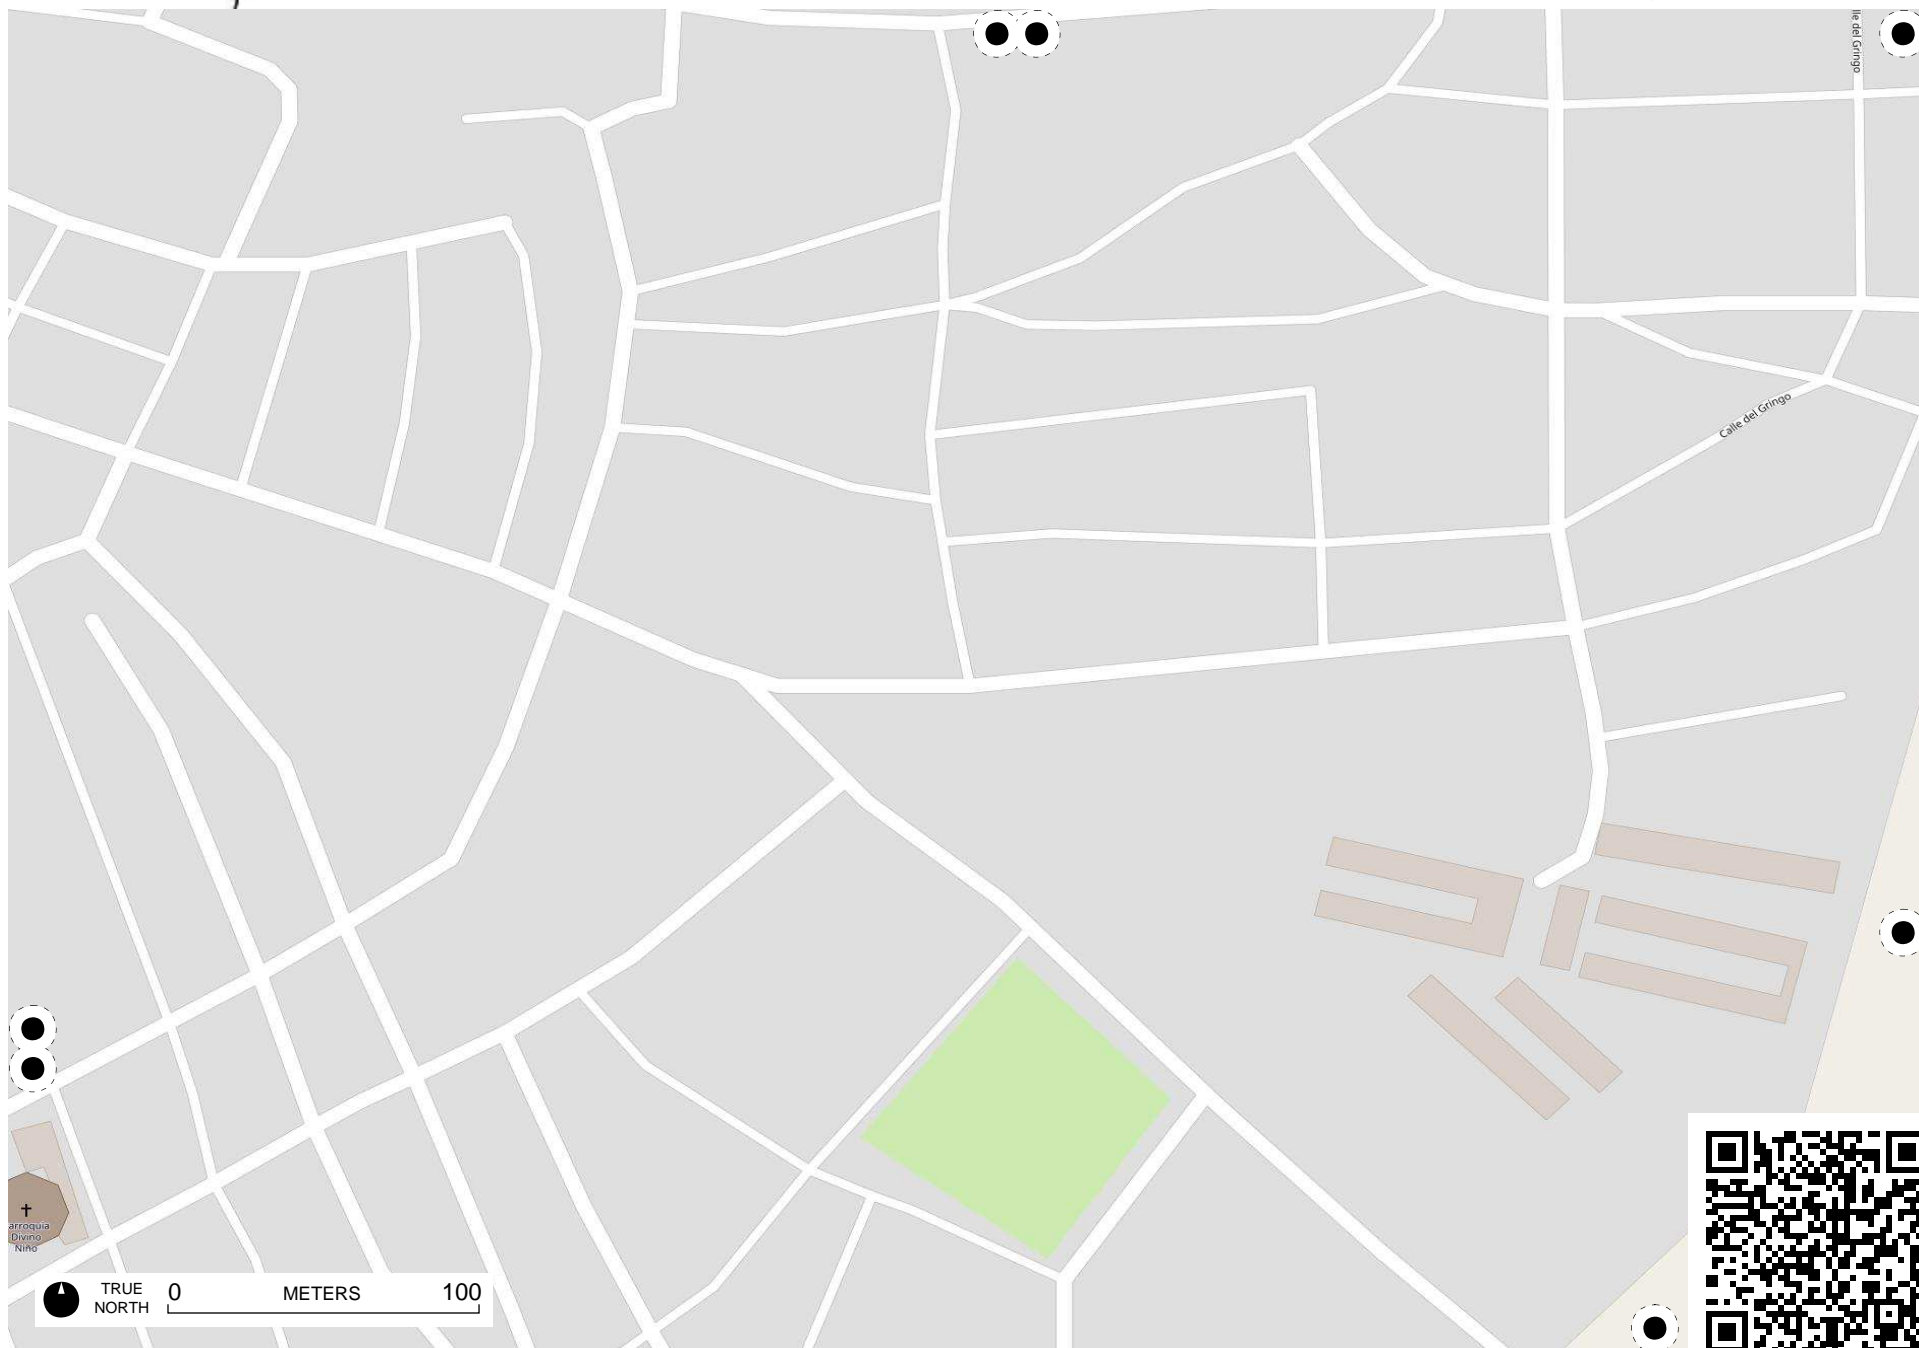 lle del Gringo
Calle del Gringo
arroquia
Divino
Niño
TRUE
NORTH
0 METERS 100